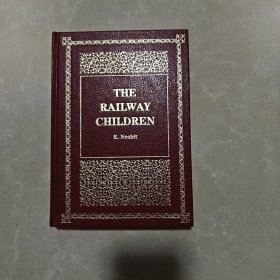 THE
RAILWAY
CHILDREN
E. Nesbit